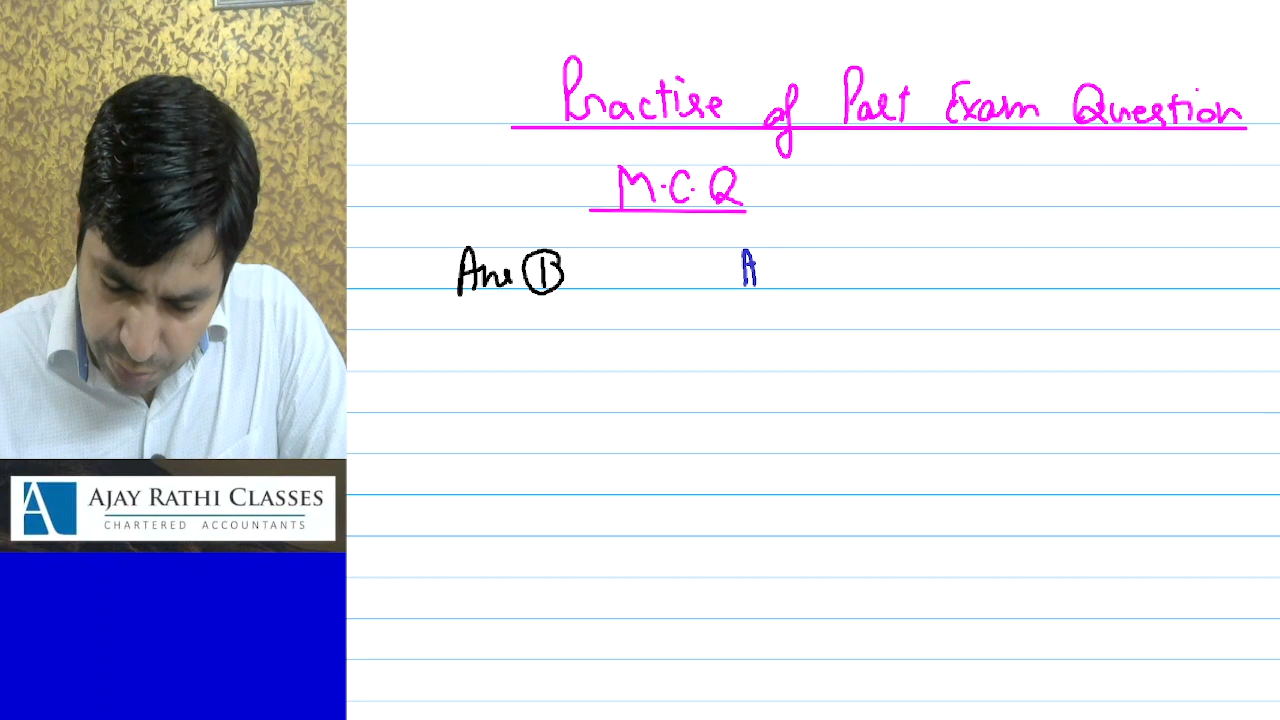 Practise of Past Exam Question
M.C.Q
Ans ① A
AJAY RATHI CLASSES
CHARTERED ACCOUNTANTS